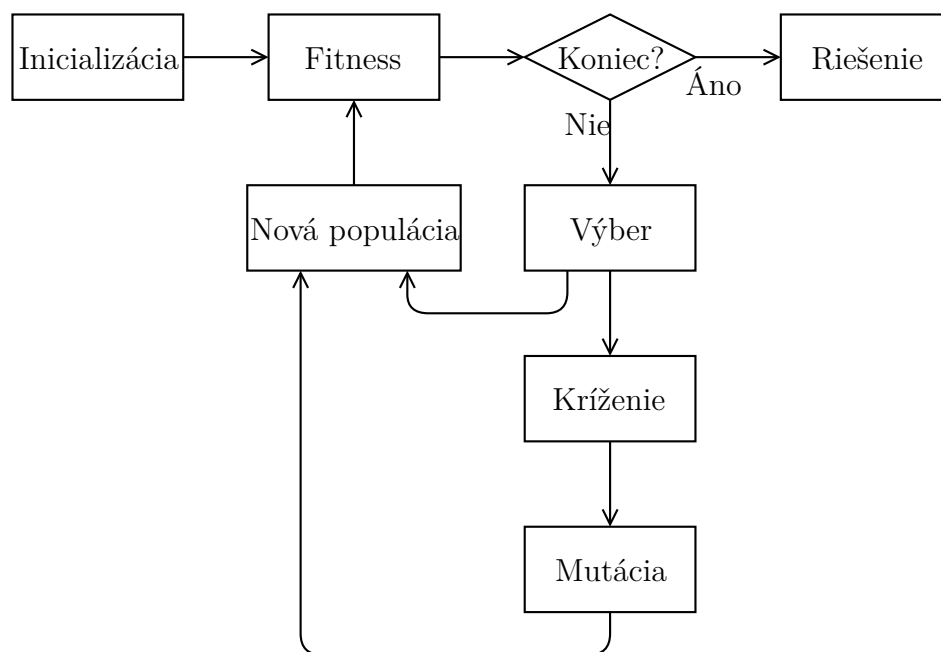 Inicializácia
Fitness
Koniec?
Riešenie
Áno
Nie
Nová populácia
Výber
Kríženie
Mutácia